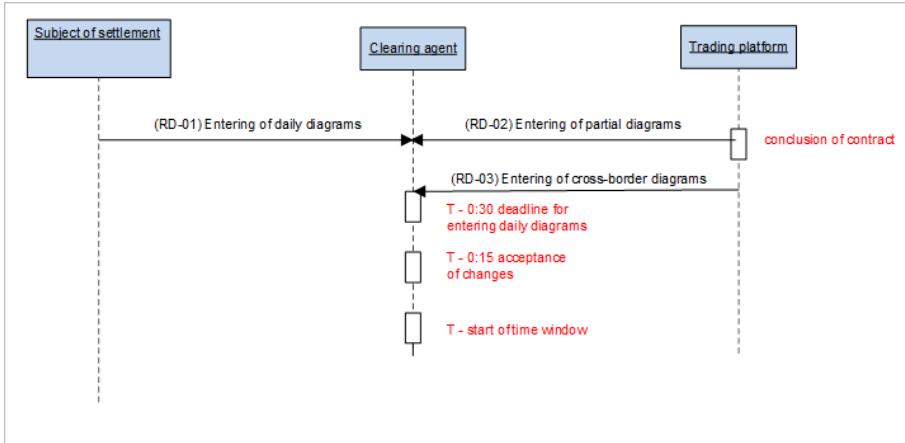 Subject of settlement
Clearing agent
Trading platform
(RD-01) Entering of daily diagrams
(RD-02) Entering of partial diagrams
conclusion of contract
(RD-03) Entering of cross-border diagrams
T - 0:30 deadline for
entering daily diagrams
T - 0:15 acceptance
of changes
T - start of time window